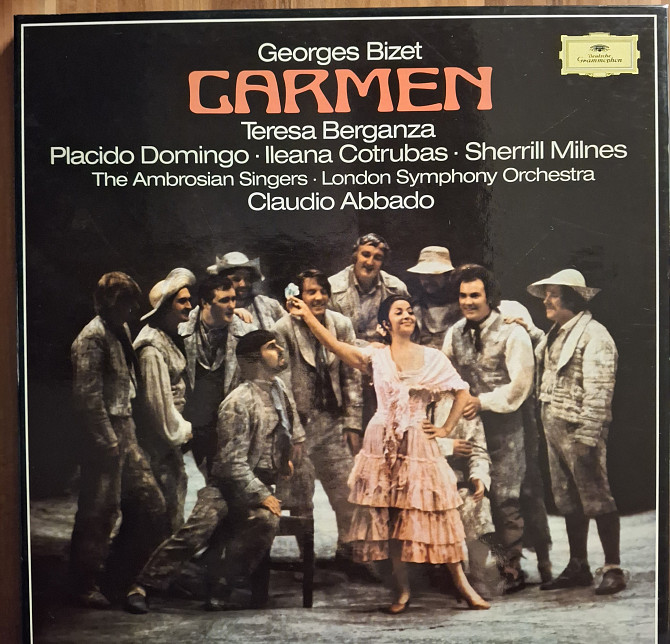 Georges Bizet
Deutsche
Grammophon
CARMEN
Teresa Berganza
Placido Domingo · Ileana Cotrubas · Sherrill Milnes
The Ambrosian Singers · London Symphony Orchestra
Claudio Abbado